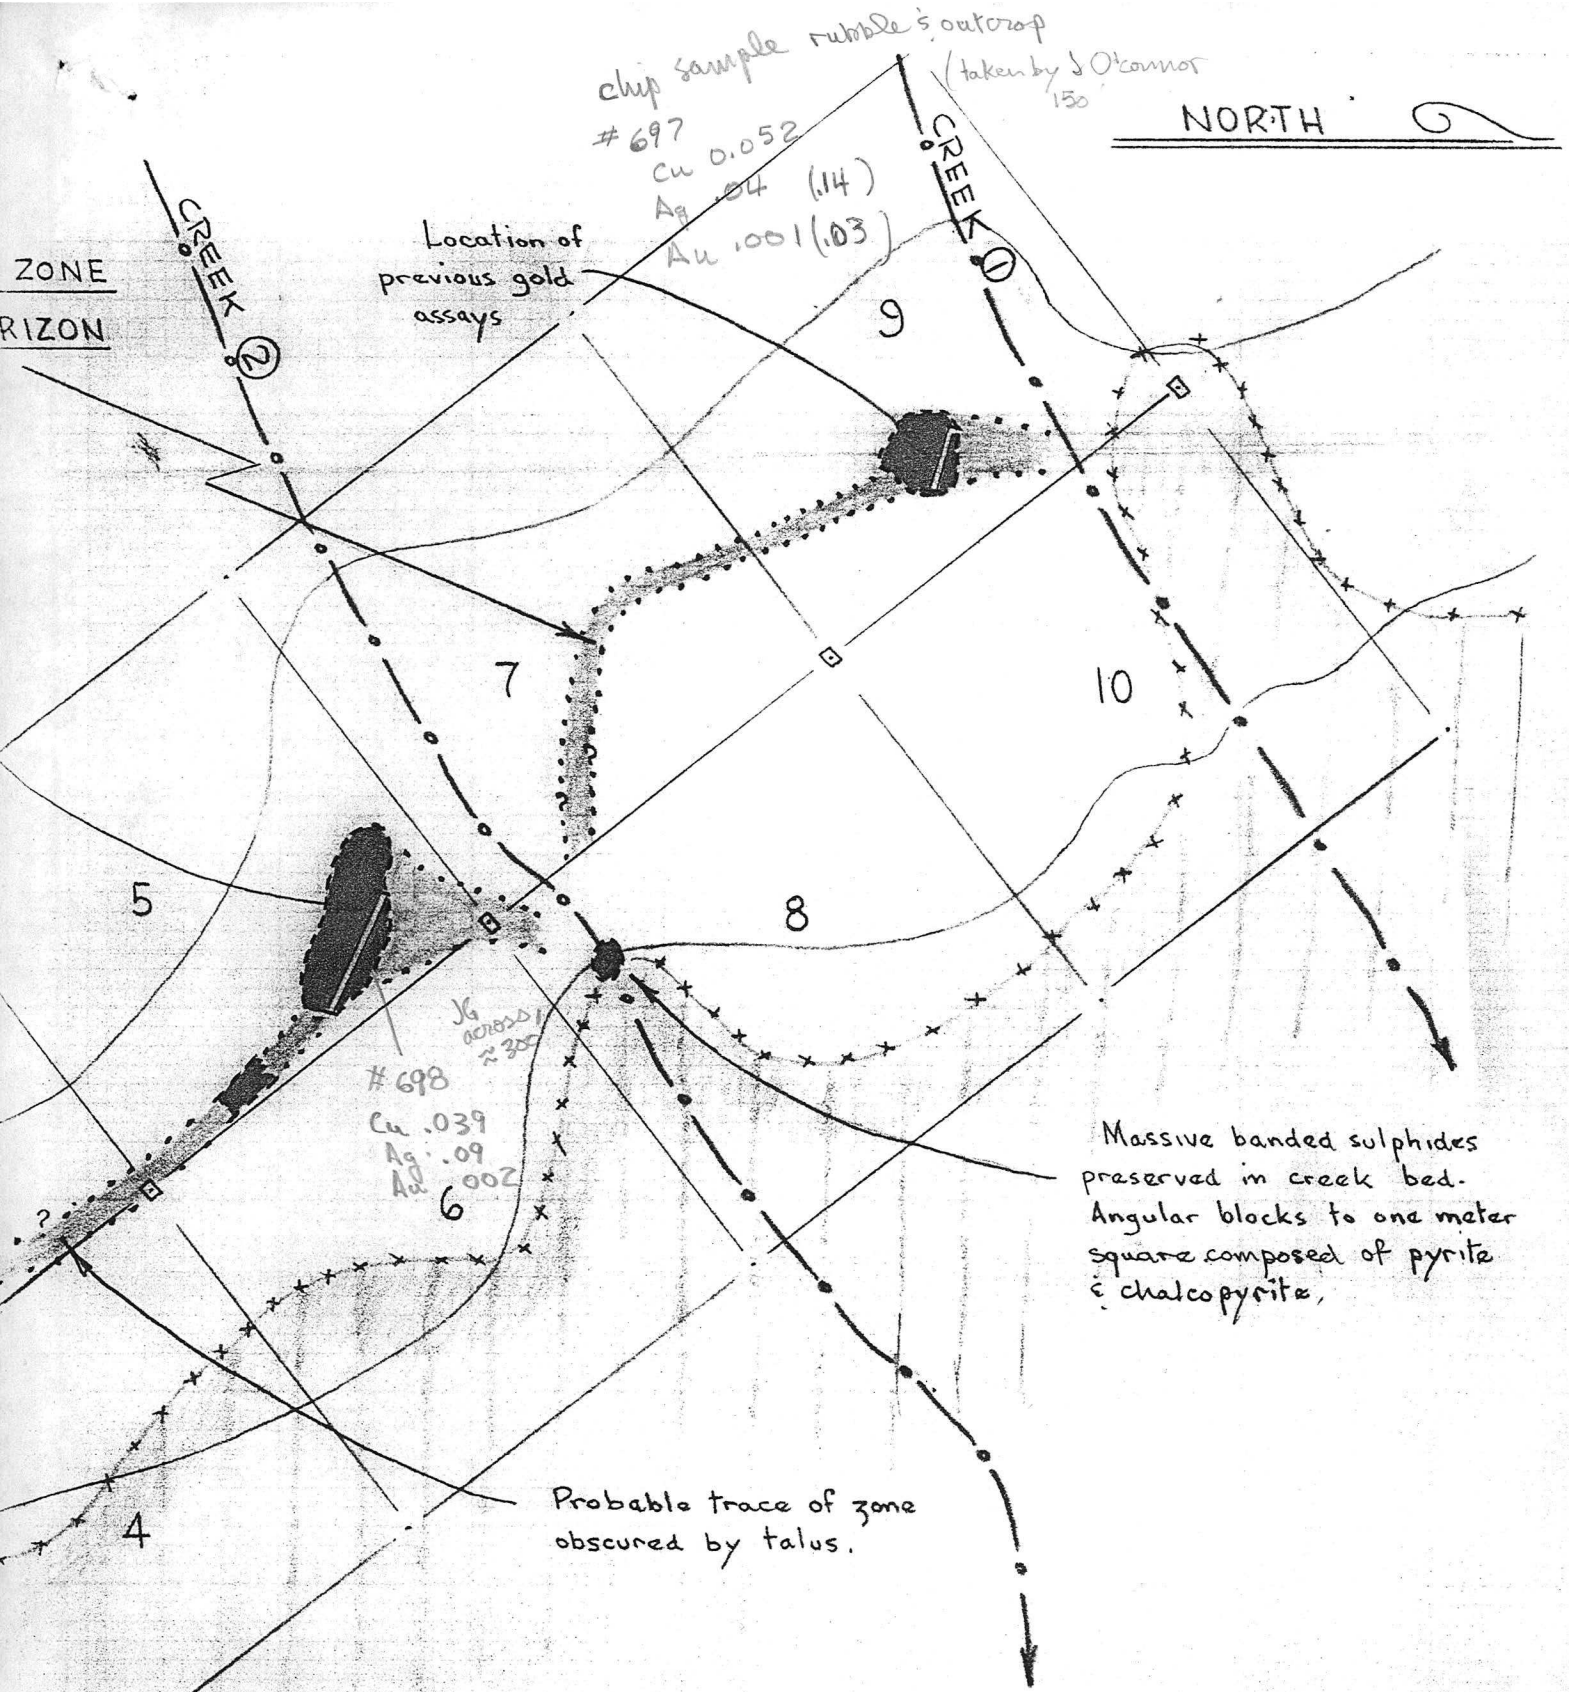 chip sample rubble & outcrop
(taken by J O'connor
150
#697
Cu 0.052
Ag .04 (.14)
Au .001 (.03)
NORTH
CREEK 1
CREEK 2
ZONE
RIZON
Location of
previous gold
assays
9
7
10
5
8
JG
across
≈ 300
#698
Cu .039
Ag .09
Au .002
6
?
Massive banded sulphides
preserved in creek bed.
Angular blocks to one meter
square composed of pyrite
& chalcopyrite,
Probable trace of zone
obscured by talus.
4